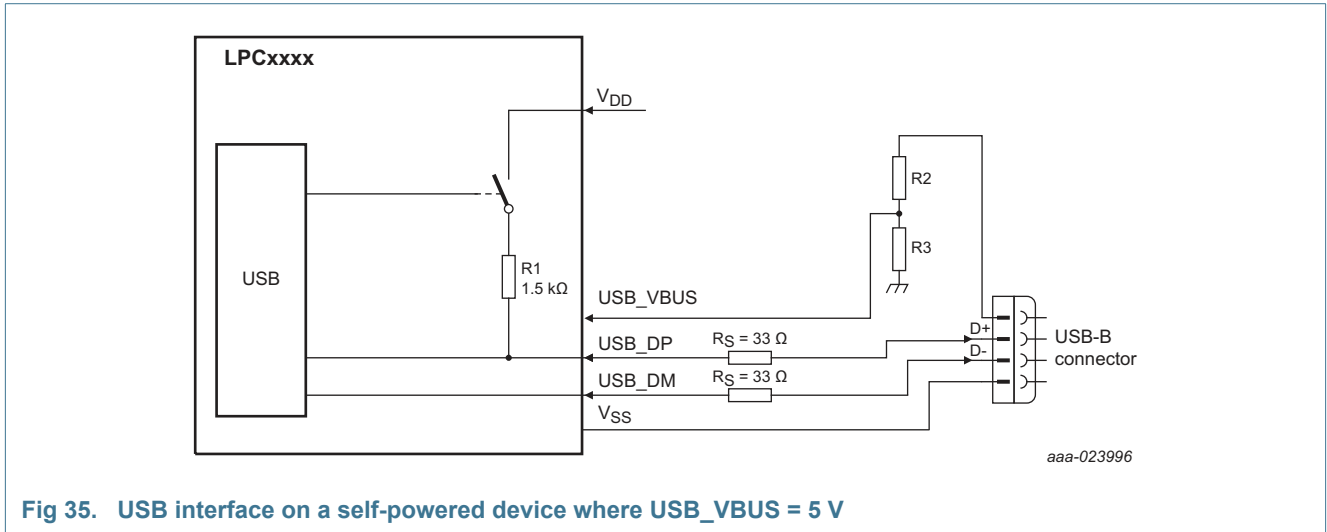 LPCxxxx
VDD
R2
R3
USB
R1
1.5 kΩ
USB_VBUS
USB_DP
RS = 33 Ω
D+
USB-B
connector
D-
USB_DM
RS = 33 Ω
VSS
aaa-023996
Fig 35. USB interface on a self-powered device where USB_VBUS = 5 V